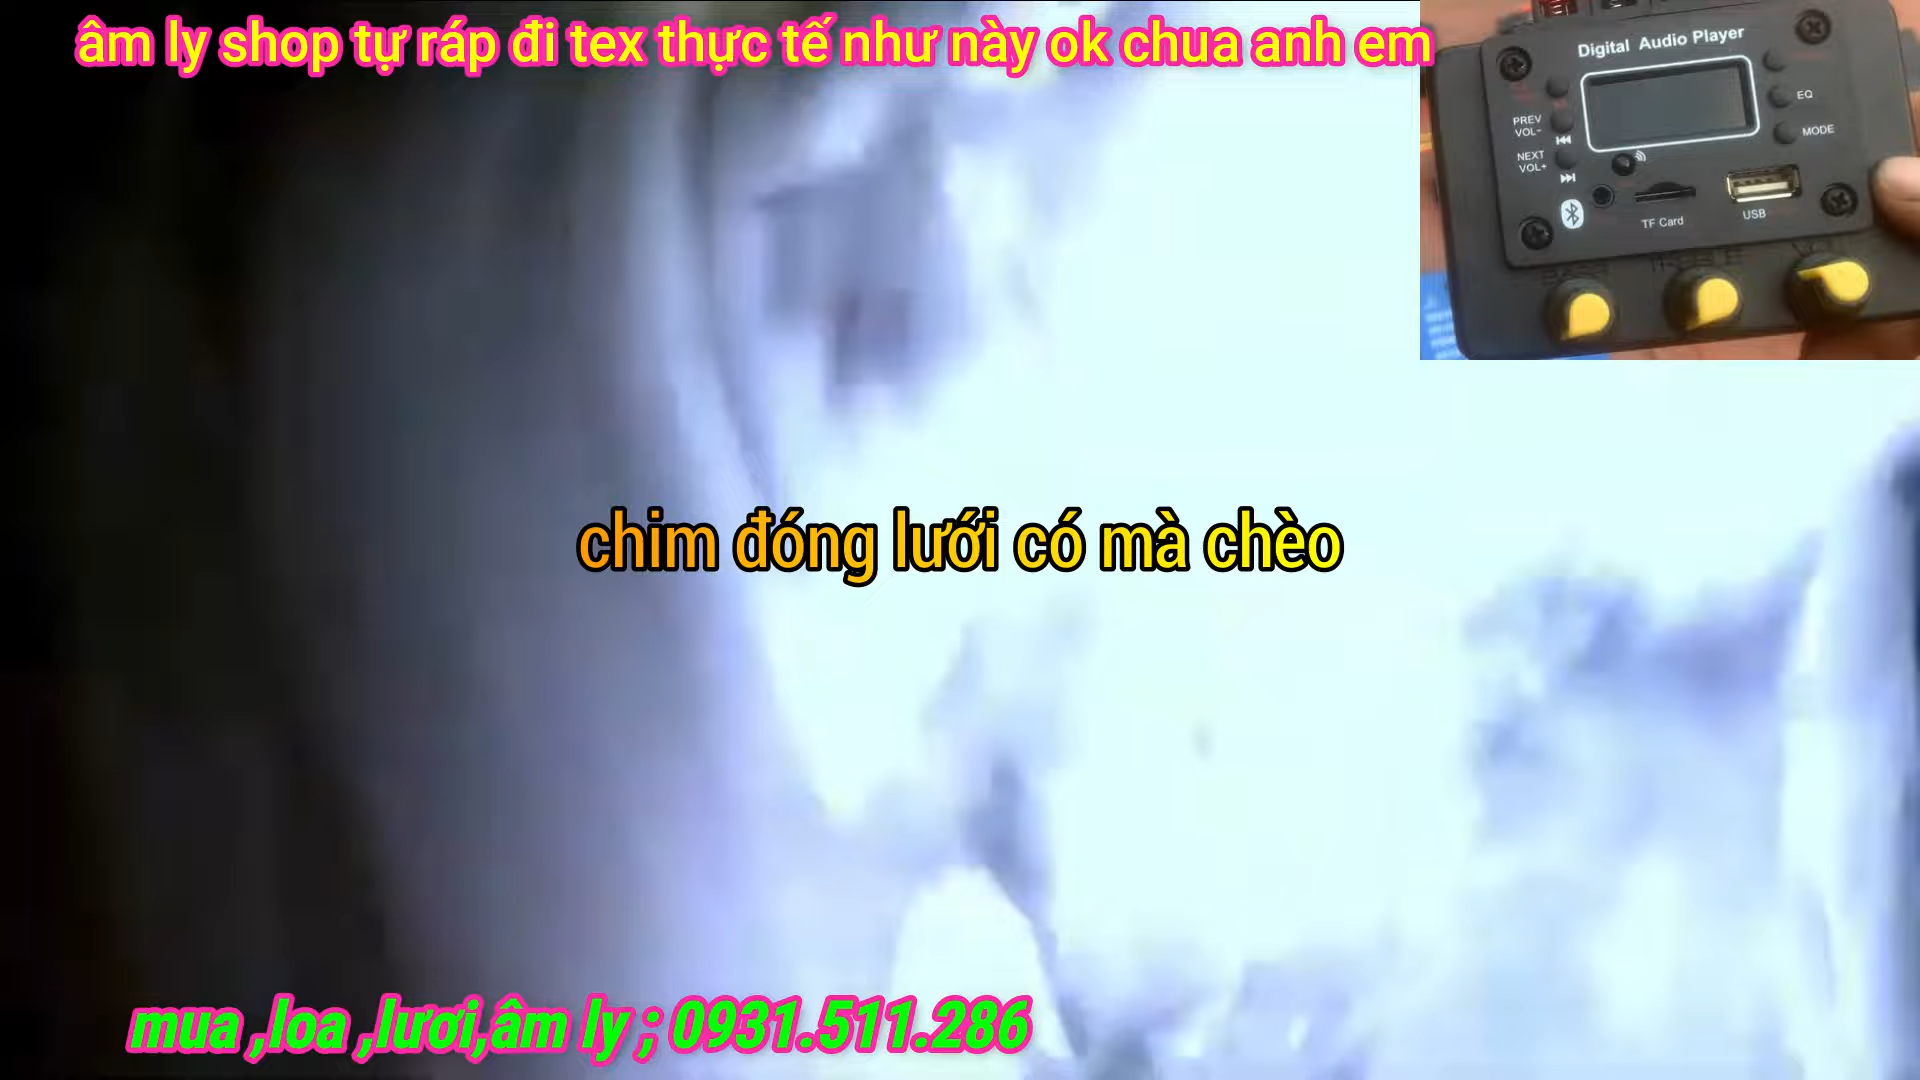 âm ly shop tự ráp đi tex thực tế như này ok chua anh em
Digital Audio Player
EQ
PREV
VOL-
MODE
NEXT
VOL+
TF Card
USB
chim đóng lưới có mà chèo
mua ,loa ,lươi,âm ly ; 0931.511.286